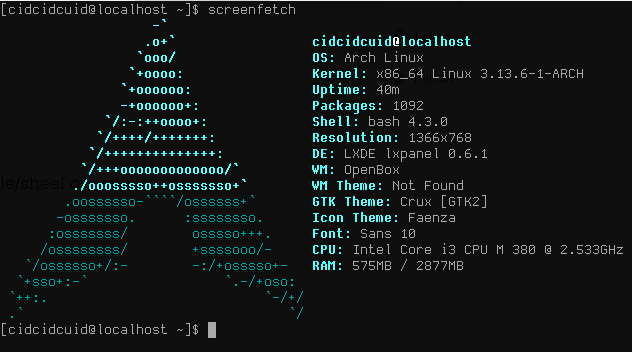 [cidcidcuid@localhost ~]$ screenfetch
                   -`
                  .o+`                 cidcidcuid@localhost
                 `ooo/                 OS: Arch Linux
                `+oooo:                Kernel: x86_64 Linux 3.13.6-1-ARCH
               `+oooooo:               Uptime: 40m
               -+oooooo+:              Packages: 1092
             `/:-:++oooo+:             Shell: bash 4.3.0
            `/++++/+++++++:            Resolution: 1366x768
           `/++++++++++++++:           DE: LXDE lxpanel 0.6.1
          `/+++ooooooooooooo/`         WM: OpenBox
         ./ooosssso++osssssso+`        WM Theme: Not Found
        .oossssso-````/ossssss+`       GTK Theme: Crux [GTK2]
       -osssssso.      :ssssssso.      Icon Theme: Faenza
      :osssssss/        osssso+++.     Font: Sans 10
     /ossssssss/        +ssssooo/-     CPU: Intel Core i3 CPU M 380 @ 2.533GHz
   `/ossssso+/:-        -:/+osssso+-   RAM: 575MB / 2877MB
  `+sso+:-`                 `.-/+oso:
 `++:.                           `-/+/
 .`                                 `/
[cidcidcuid@localhost ~]$